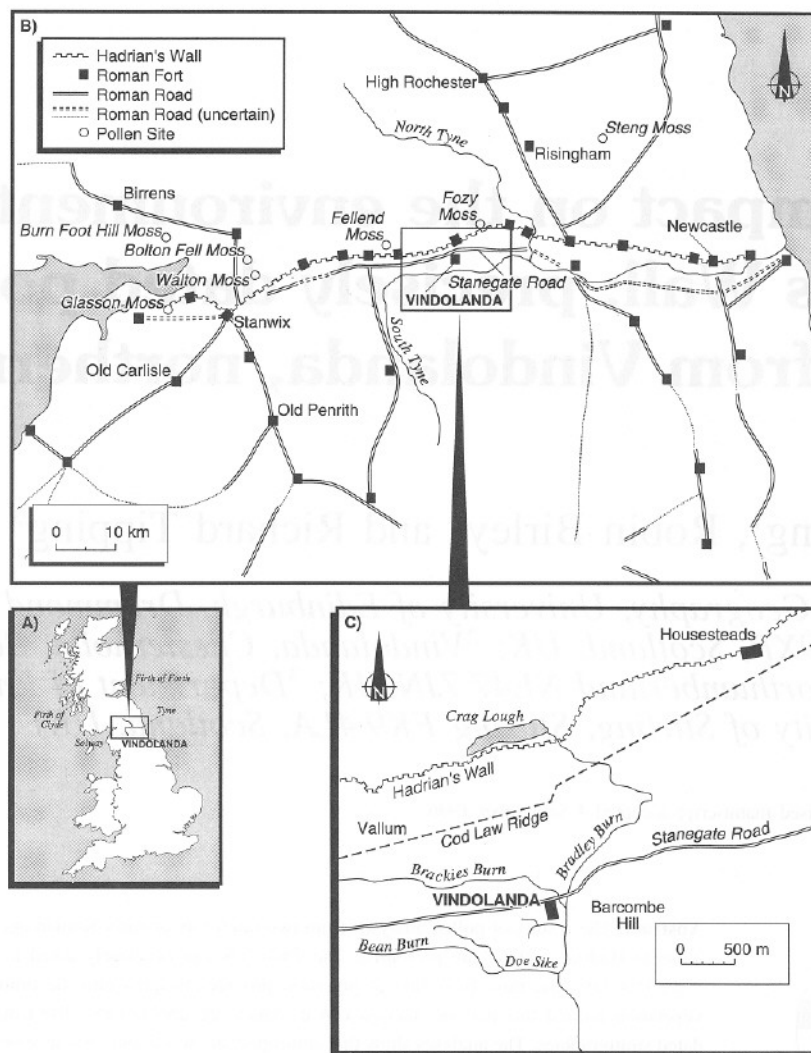 B)
Hadrian's Wall
Roman Fort
Roman Road
Roman Road (uncertain)
Pollen Site
N
High Rochester
North Tyne
Steng Moss
Risingham
Birrens
Burn Foot Hill Moss
Bolton Fell Moss
Walton Moss
Glasson Moss
Fellend
Moss
Fozy
Moss
Newcastle
Stanegate Road
VINDOLANDA
Stanwix
South Tyne
Old Carlisle
Old Penrith
0 10 km
A)
Firth of Forth
Firth of
Clyde
Tyne
Solway
VINDOLANDA
C)
N
Housesteads
Crag Lough
Hadrian's Wall
Vallum
Cod Law Ridge
Bradley Burn
Stanegate Road
Brackies Burn
VINDOLANDA
Barcombe
Hill
Bean Burn
Doe Sike
0 500 m